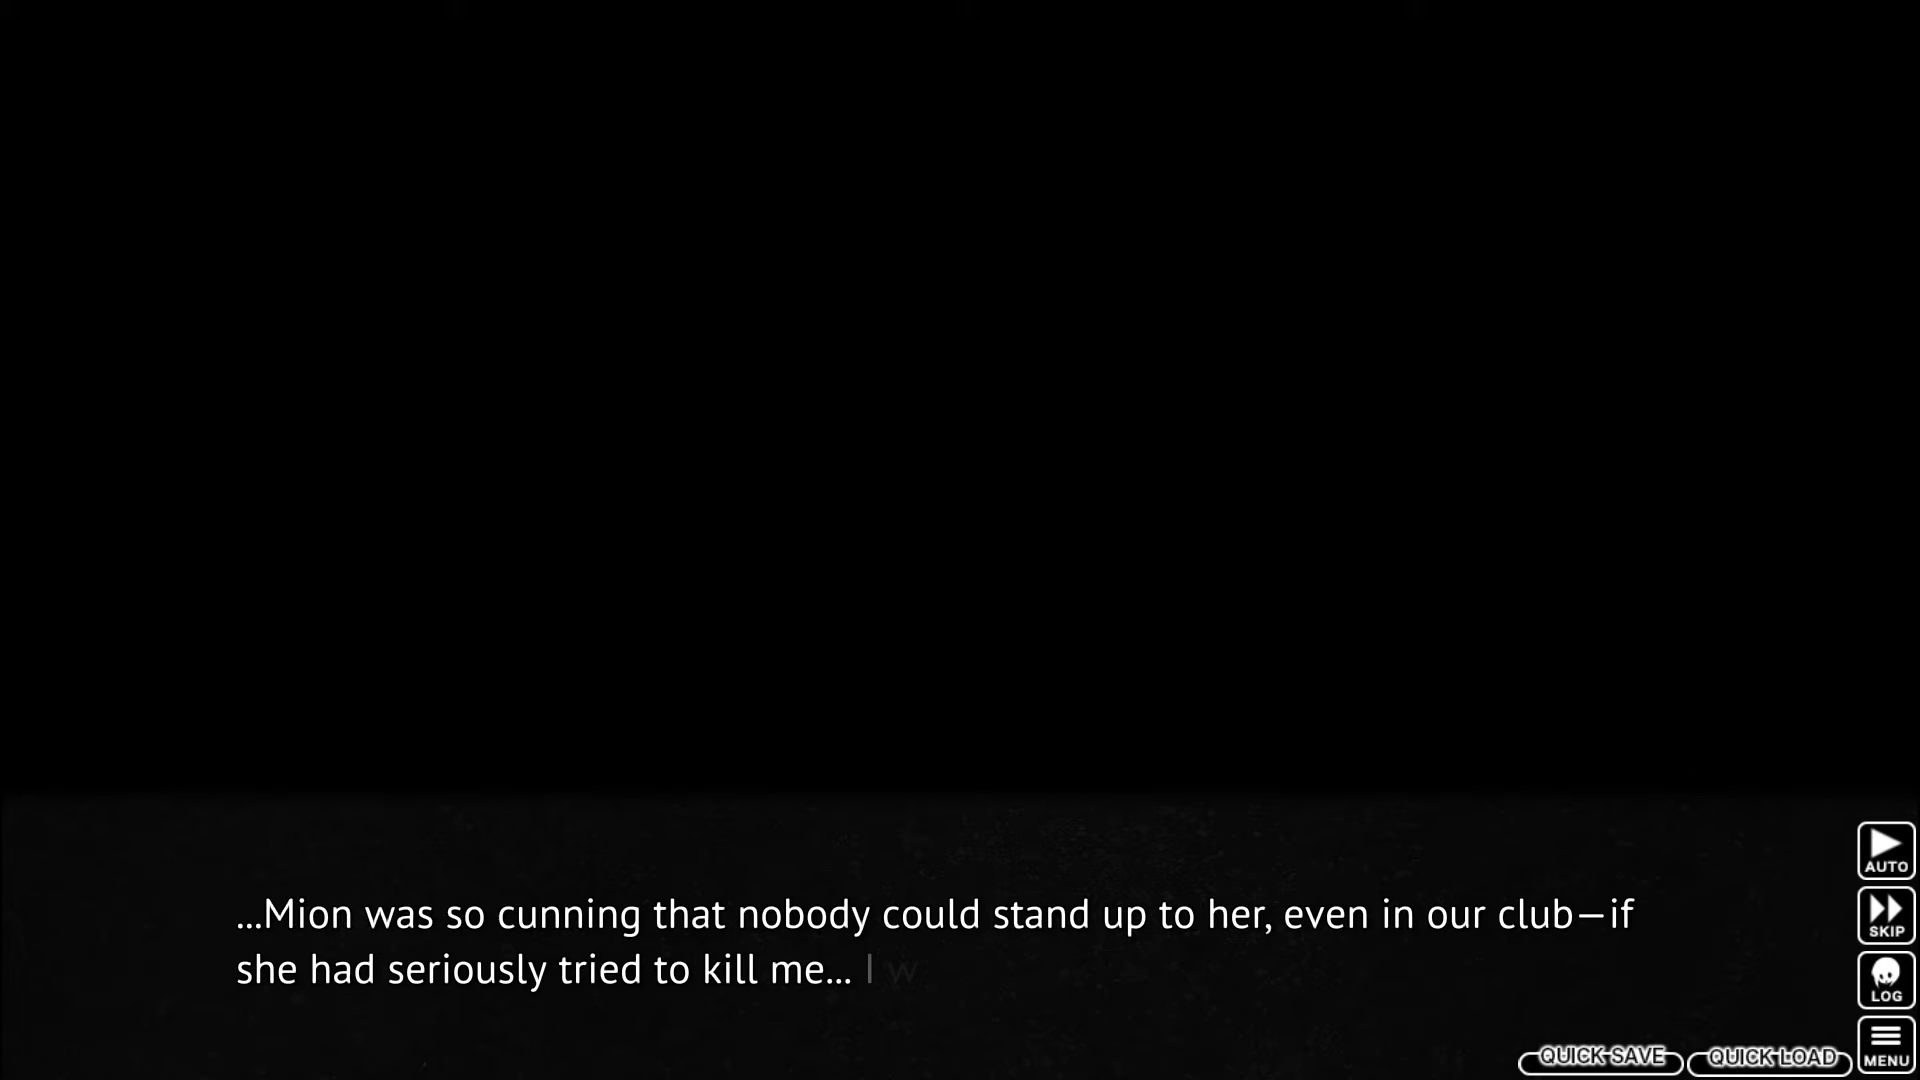 ...Mion was so cunning that nobody could stand up to her, even in our club—if
she had seriously tried to kill me... I w
AUTO
SKIP
LOG
QUICK SAVE QUICK LOAD MENU